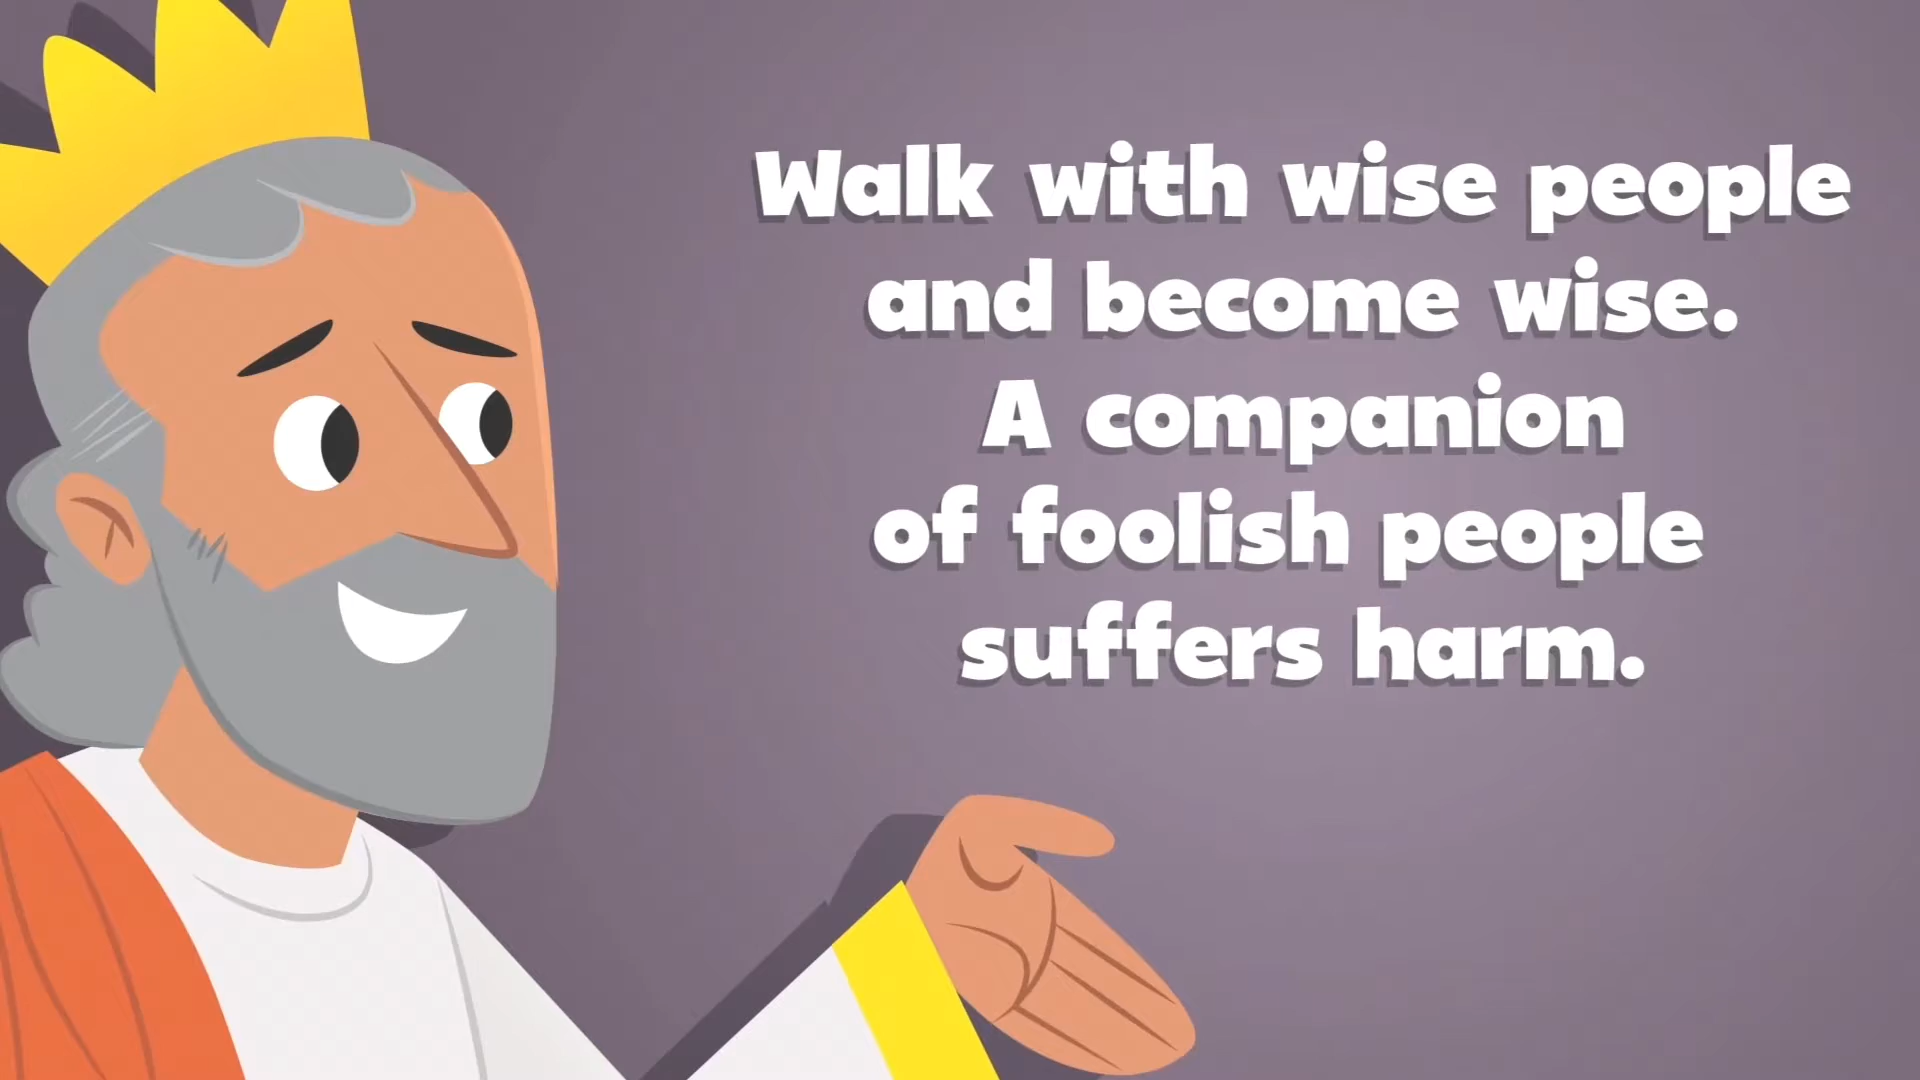 Walk with wise people
and become wise.
A companion
of foolish people
suffers harm.